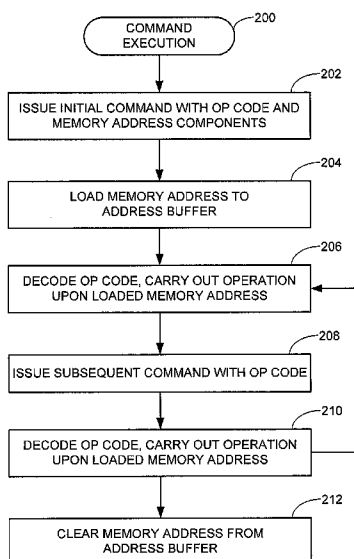 200
COMMAND
EXECUTION
202
ISSUE INITIAL COMMAND WITH OP CODE AND
MEMORY ADDRESS COMPONENTS
204
LOAD MEMORY ADDRESS TO
ADDRESS BUFFER
206
DECODE OP CODE, CARRY OUT OPERATION
UPON LOADED MEMORY ADDRESS
208
ISSUE SUBSEQUENT COMMAND WITH OP CODE
210
DECODE OP CODE, CARRY OUT OPERATION
UPON LOADED MEMORY ADDRESS
212
CLEAR MEMORY ADDRESS FROM
ADDRESS BUFFER